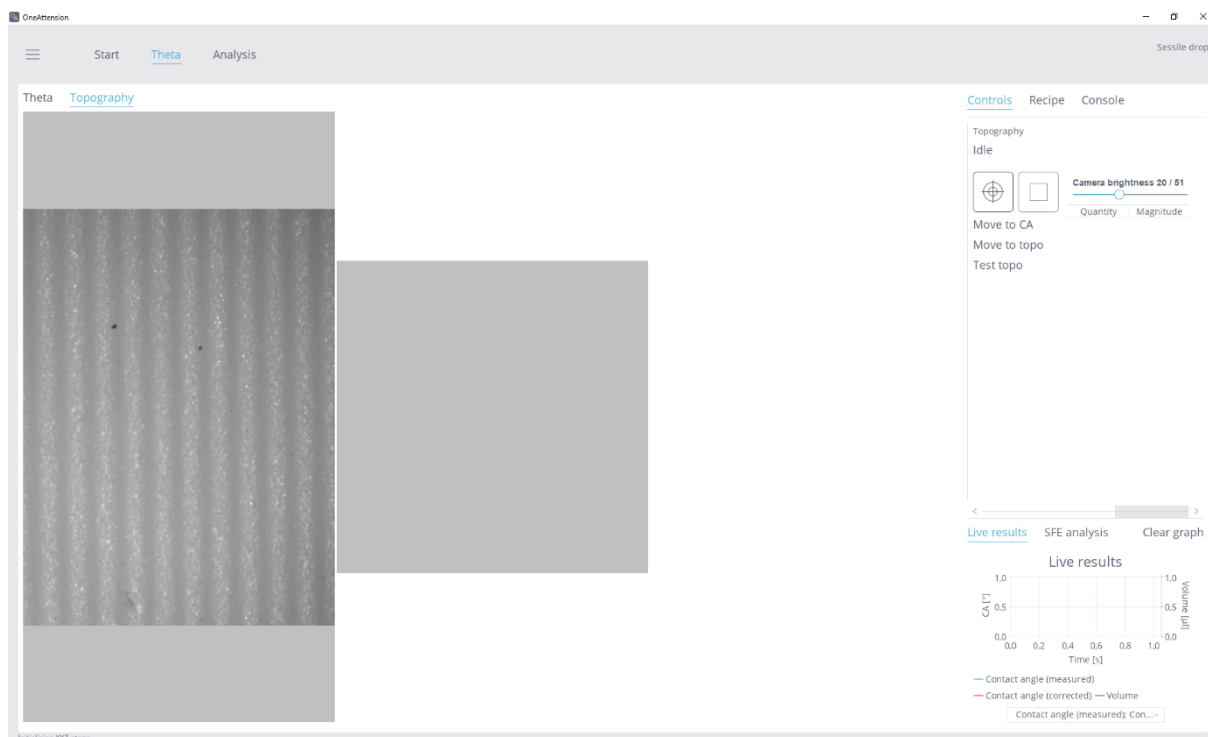 OneAttension
Start Theta Analysis
Sessile drop
Theta Topography
Controls Recipe Console
Topography
Idle
Camera brightness 20 / 51
Quantity Magnitude
Move to CA
Move to topo
Test topo
Live results SFE analysis Clear graph
Live results
1,0 1,0
CA [°] 0,5 0,5 Volume [µl]
0,0 0,0
0,0 0,2 0,4 0,6 0,8 1,0
Time [s]
Contact angle (measured)
Contact angle (corrected) Volume
Contact angle (measured); Con...